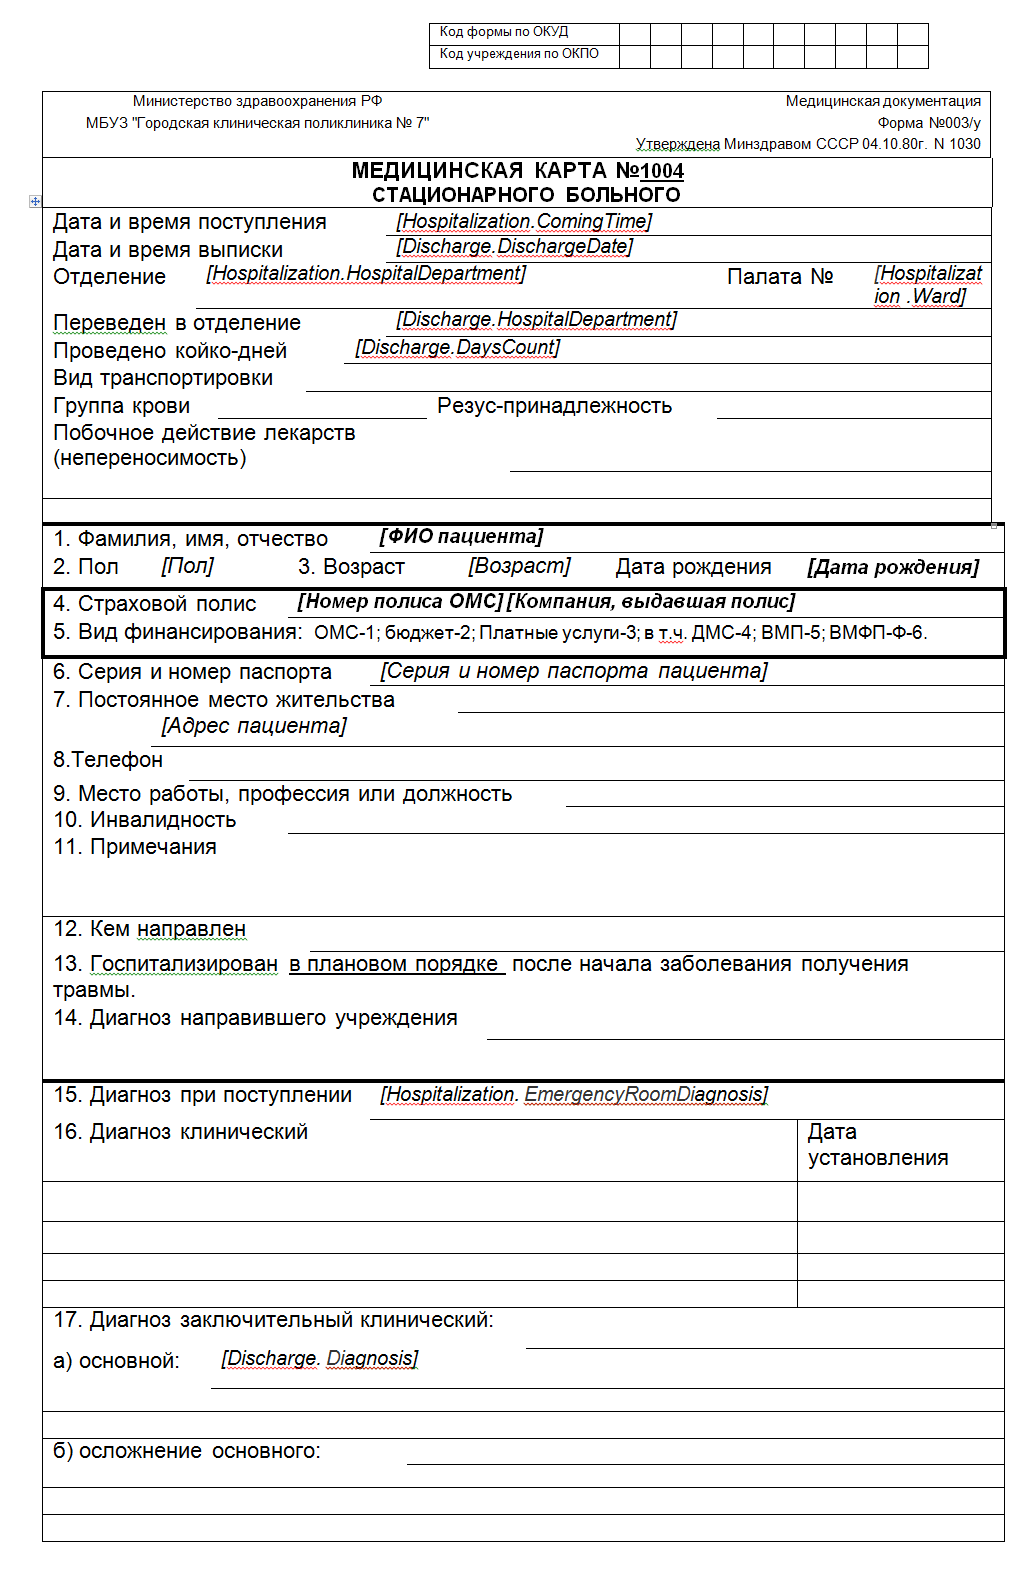 Код формы по ОКУД
Код учреждения по ОКПО
Министерство здравоохранения РФ
МБУЗ "Городская клиническая поликлиника № 7"
Медицинская документация
Форма №003/у
Утверждена Минздравом СССР 04.10.80г. N 1030
МЕДИЦИНСКАЯ КАРТА №1004
СТАЦИОНАРНОГО БОЛЬНОГО
Дата и время поступления [Hospitalization.ComingTime]
Дата и время выписки [Discharge.DischargeDate]
Отделение [Hospitalization.HospitalDepartment] Палата № [Hospitalizat
ion .Ward]
Переведен в отделение [Discharge.HospitalDepartment]
Проведено койко-дней [Discharge.DaysCount]
Вид транспортировки
Группа крови Резус-принадлежность
Побочное действие лекарств
(непереносимость)
1. Фамилия, имя, отчество [ФИО пациента]
2. Пол [Пол] 3. Возраст [Возраст] Дата рождения [Дата рождения]
4. Страховой полис [Номер полиса ОМС] [Компания, выдавшая полис]
5. Вид финансирования: ОМС-1; бюджет-2; Платные услуги-3; в т.ч. ДМС-4; ВМП-5; ВМФП-Ф-6.
6. Серия и номер паспорта [Серия и номер паспорта пациента]
7. Постоянное место жительства
[Адрес пациента]
8.Телефон
9. Место работы, профессия или должность
10. Инвалидность
11. Примечания
12. Кем направлен
13. Госпитализирован в плановом порядке после начала заболевания получения
травмы.
14. Диагноз направившего учреждения
15. Диагноз при поступлении [Hospitalization. EmergencyRoomDiagnosis]
16. Диагноз клинический Дата
установления
17. Диагноз заключительный клинический:
а) основной: [Discharge. Diagnosis]
б) осложнение основного: